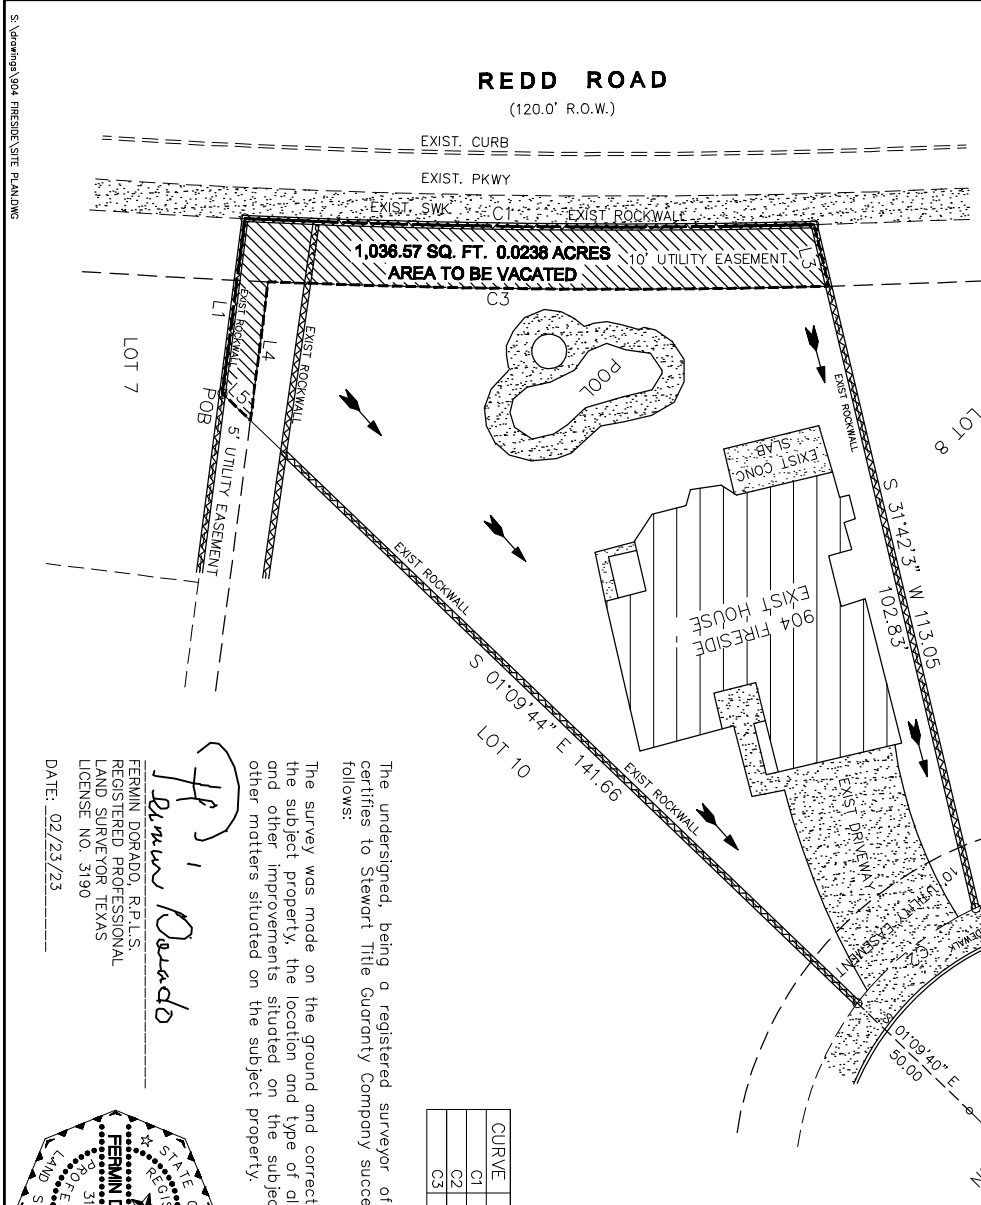 S: \drawings\904 FIRESIDE\SITE PLAN.DWG
REDD ROAD
(120.0' R.O.W.)
EXIST. CURB
EXIST. PKWY
EXIST. SWK
C1
EXIST ROCKWALL
1,036.57 SQ. FT. 0.0238 ACRES
AREA TO BE VACATED
10' UTILITY EASEMENT
L3
C3
L1
EXIST ROCKWALL
L4
L5
EXIST ROCKWALL
LOT 7
POB
5' UTILITY EASEMENT
POOL
EXIST ROCKWALL
LOT 8
EXIST CONC.
SLAB
S 31°42'3" W 113.05
102.83'
904 FIRESIDE
EXIST HOUSE
EXIST ROCKWALL
S 01°09'44" E 141.66
LOT 10
EXIST ROCKWALL
EXIST DRIVEWAY
10' UTILITY EASEMENT
C2
S 01°09'40" E
50.00
The undersigned, being a registered surveyor of
certifies to Stewart Title Guaranty Company succe
follows:
The survey was made on the ground and correct
the subject property, the location and type of al
and other improvements situated on the subjec
other matters situated on the subject property.
Fermin Dorado
FERMIN DORADO, R.P.L.S.
REGISTERED PROFESSIONAL
LAND SURVEYOR TEXAS
LICENSE NO. 3190
DATE: 02/23/23
CURVE
C1
C2
C3
STATE
REGIS
FERMIN D
31
PROFE
LAND S